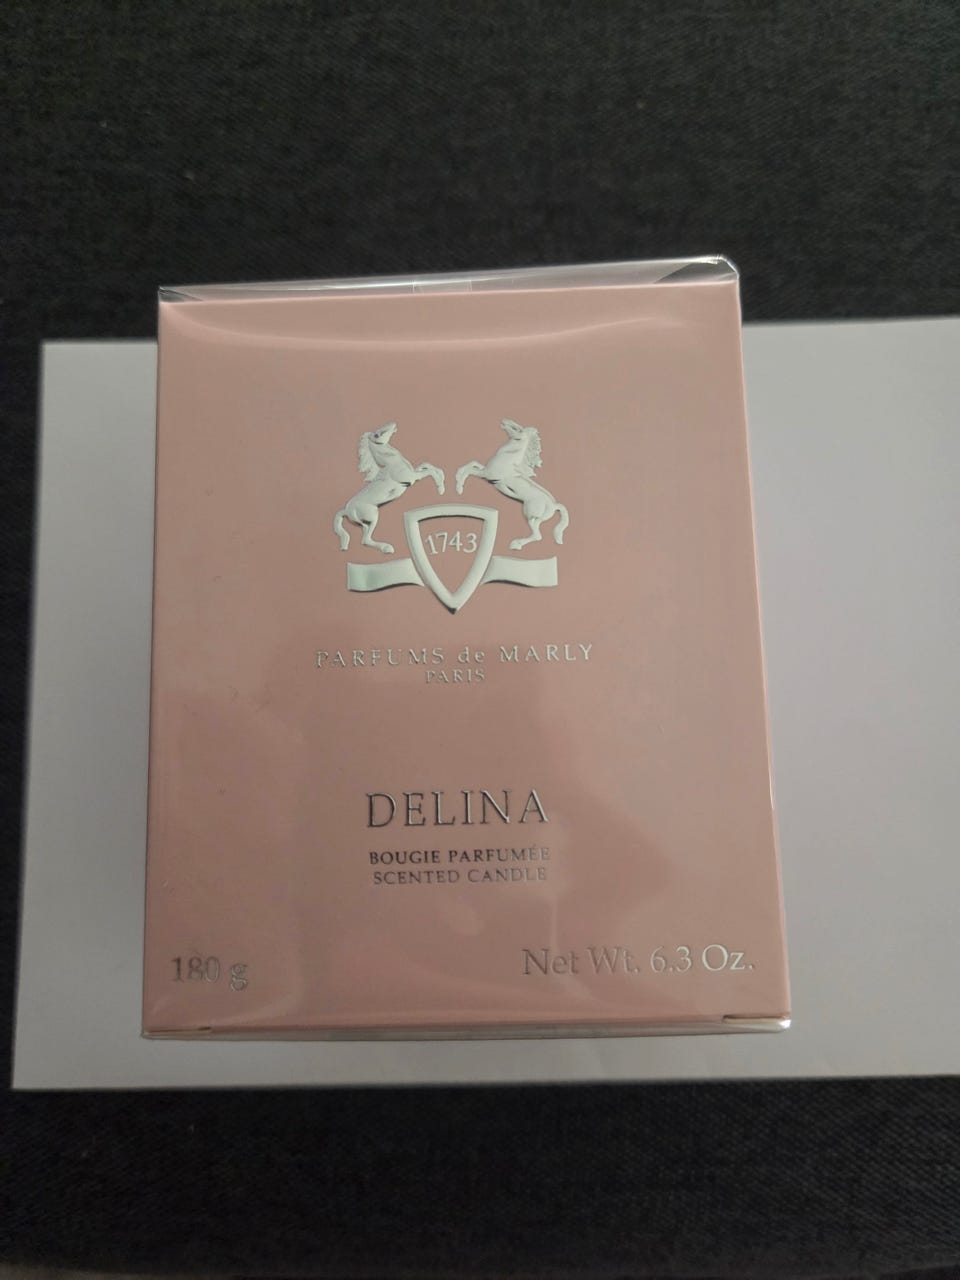 1743
PARFUMS de MARLY
PARIS
DELINA
BOUGIE PARFUMÉE
SCENTED CANDLE
180 g Net Wt. 6.3 Oz.